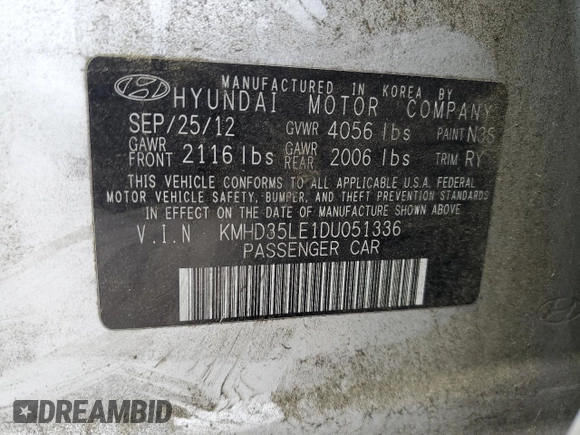 MANUFACTURED IN KOREA BY
HYUNDAI MOTOR COMPANY
SEP/25/12 GVWR 4056 lbs PAINT N3S
GAWR FRONT 2116 lbs GAWR REAR 2006 lbs TRIM RY
THIS VEHICLE CONFORMS TO ALL APPLICABLE U.S.A. FEDERAL
MOTOR VEHICLE SAFETY, BUMPER, AND THEFT PREVENTION STANDARDS
IN EFFECT ON THE DATE OF MANUFACTURE SHOWN ABOVE.
V.I.N KMHD35LE1DU051336
PASSENGER CAR
DREAMBID